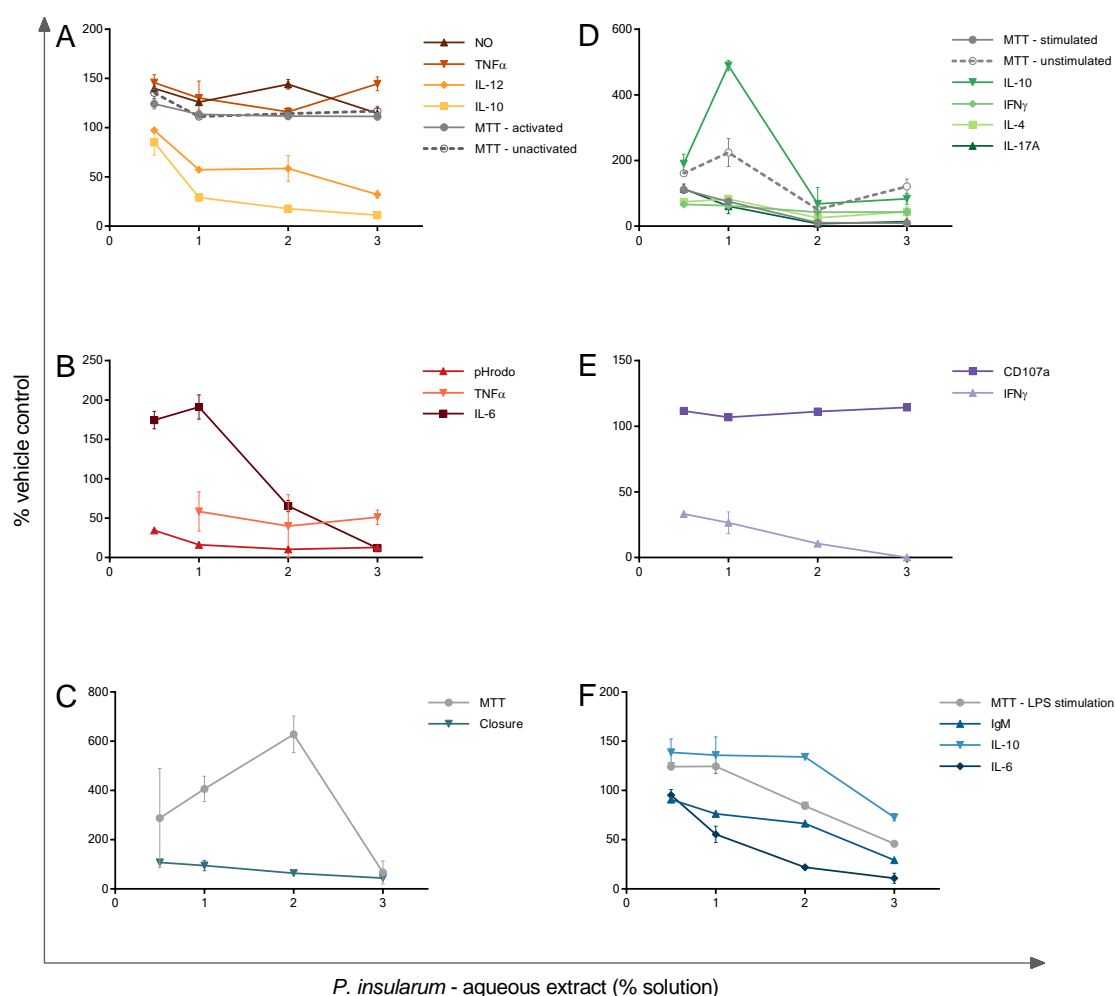 A
200
150
100
50
0
0
1
2
3
NO
TNFα
IL-12
IL-10
MTT - activated
MTT - unactivated
D
600
400
200
0
0
1
2
3
MTT - stimulated
MTT - unstimulated
IL-10
IFNγ
IL-4
IL-17A
B
250
200
150
100
50
0
0
1
2
3
pHrodo
TNFα
IL-6
E
150
100
50
0
0
1
2
3
CD107a
IFNγ
C
800
600
400
200
0
0
1
2
3
MTT
Closure
F
200
150
100
50
0
0
1
2
3
MTT - LPS stimulation
IgM
IL-10
IL-6
% vehicle control
P. insularum - aqueous extract (% solution)